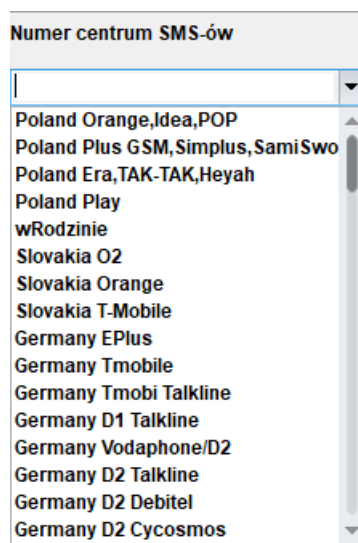 Numer centrum SMS-ów
Poland Orange,Idea,POP
Poland Plus GSM,Simplus,SamiSwo
Poland Era,TAK-TAK,Heyah
Poland Play
wRodzinie
Slovakia O2
Slovakia Orange
Slovakia T-Mobile
Germany EPlus
Germany Tmobile
Germany Tmobi Talkline
Germany D1 Talkline
Germany Vodaphone/D2
Germany D2 Talkline
Germany D2 Debitel
Germany D2 Cycosmos